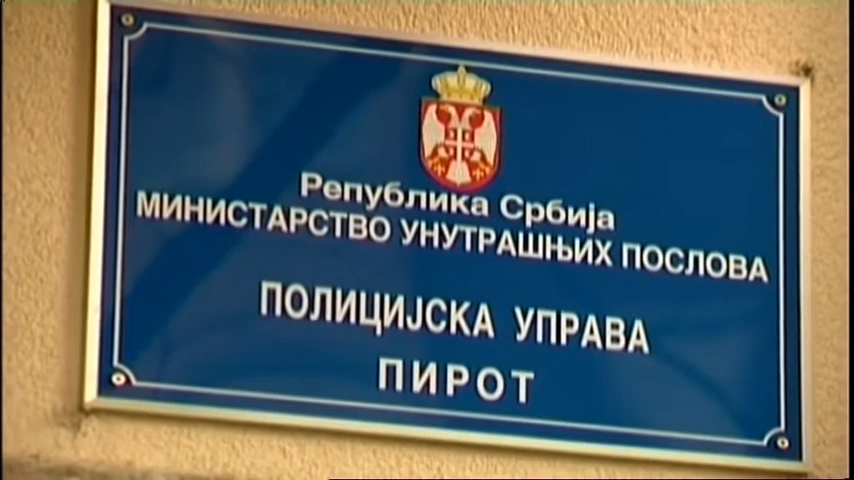 Република Србија
МИНИСТАРСТВО УНУТРАШЊИХ ПОСЛОВА
ПОЛИЦИЈСКА УПРАВА
ПИРОТ